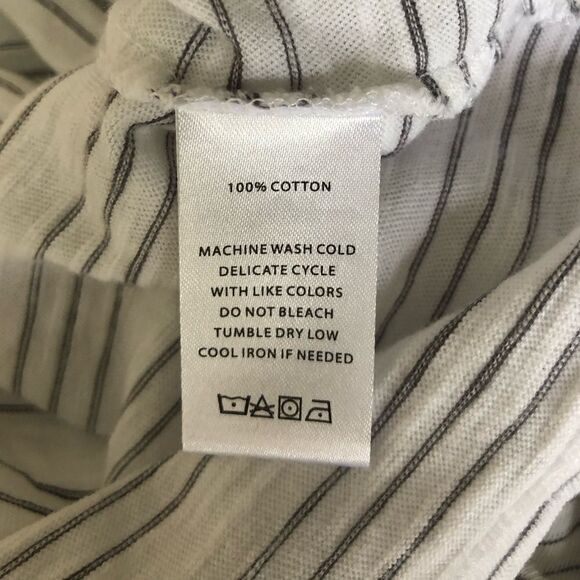 100% COTTON
MACHINE WASH COLD
DELICATE CYCLE
WITH LIKE COLORS
DO NOT BLEACH
TUMBLE DRY LOW
COOL IRON IF NEEDED